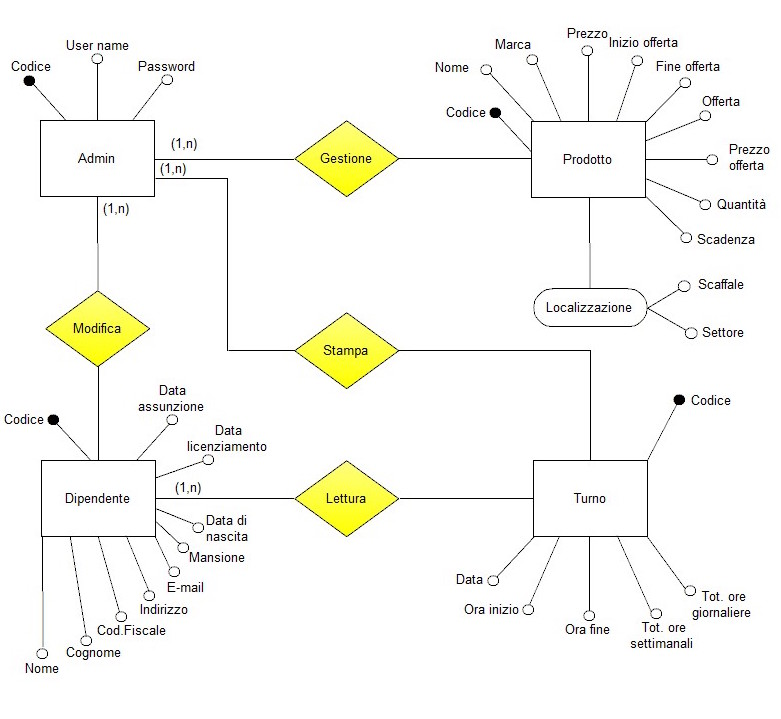 User name
Codice
Password
Admin
(1,n)
(1,n)
(1,n)
Gestione
Prezzo
Marca
Inizio offerta
Nome
Fine offerta
Codice
Offerta
Prodotto
Prezzo
offerta
Quantità
Scadenza
Localizzazione
Scaffale
Settore
Modifica
Stampa
Data
assunzione
Codice
Data
licenziamento
Dipendente
(1,n)
Lettura
Data di
nascita
Mansione
E-mail
Indirizzo
Cod.Fiscale
Cognome
Nome
Codice
Turno
Data
Ora inizio
Ora fine
Tot. ore
settimanali
Tot. ore
giornaliere